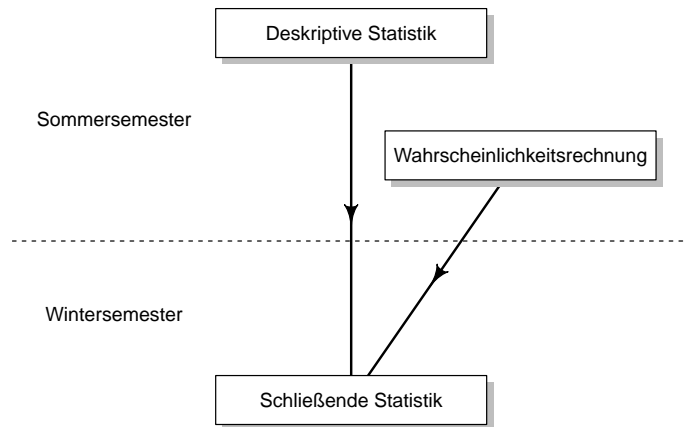 Deskriptive Statistik
Sommersemester
Wahrscheinlichkeitsrechnung
Wintersemester
Schließende Statistik